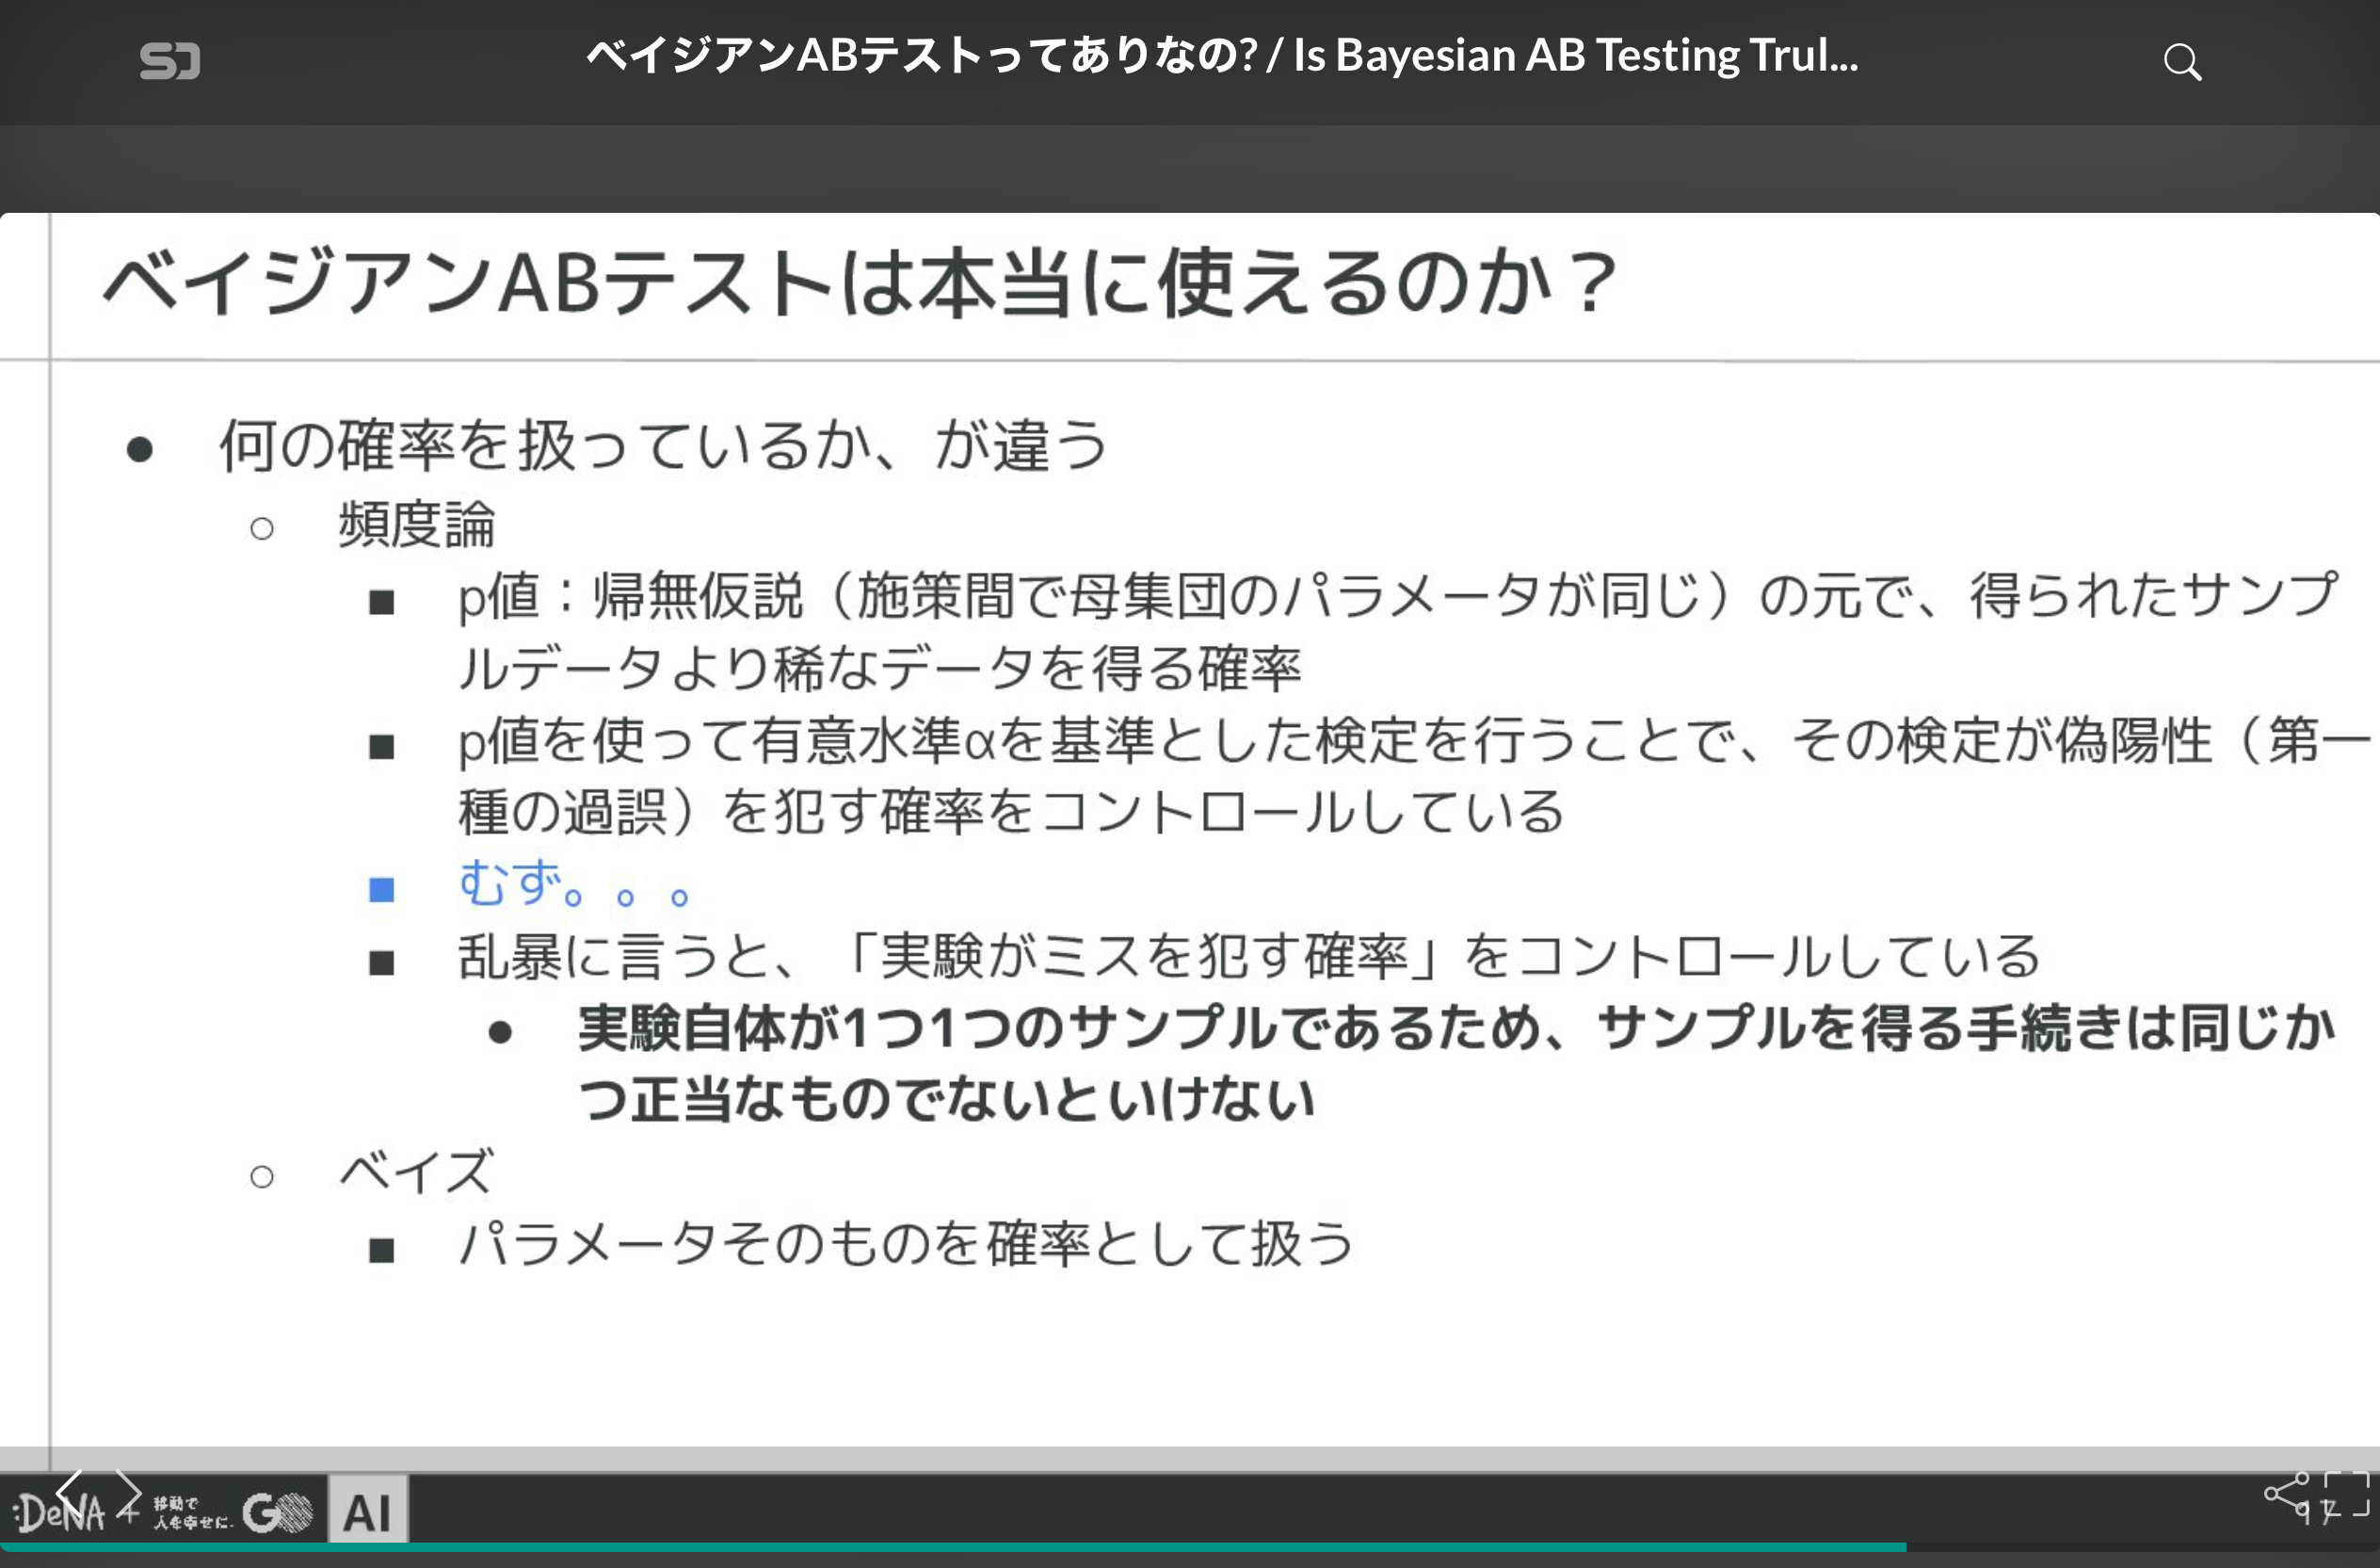 ベイジアンABテストってありなの? / Is Bayesian AB Testing Trul...
ベイジアンABテストは本当に使えるのか？
● 何の確率を扱っているか、が違う
○ 頻度論
■ p値：帰無仮説（施策間で母集団のパラメータが同じ）の元で、得られたサンプ
ルデータより稀なデータを得る確率
■ p値を使って有意水準αを基準とした検定を行うことで、その検定が偽陽性（第一
種の過誤）を犯す確率をコントロールしている
■ むず。。。
■ 乱暴に言うと、「実験がミスを犯す確率」をコントロールしている
● 実験自体が1つ1つのサンプルであるため、サンプルを得る手続きは同じか
つ正当なものでないといけない
○ ベイズ
■ パラメータそのものを確率として扱う
:DeNA + 移動で
人を幸せに. GO AI